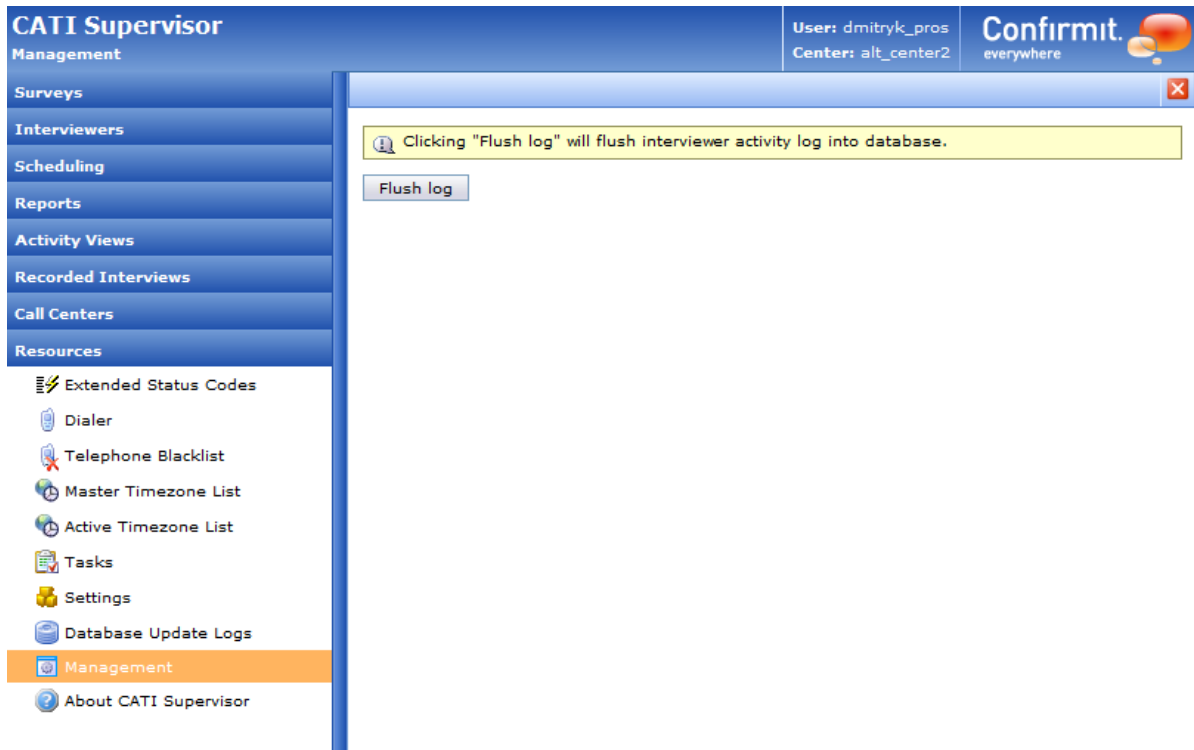 CATI Supervisor
Management
User: dmitryk_pros
Center: alt_center2
Confirmit.
everywhere
Surveys
Interviewers
Scheduling
Reports
Activity Views
Recorded Interviews
Call Centers
Resources
Extended Status Codes
Dialer
Telephone Blacklist
Master Timezone List
Active Timezone List
Tasks
Settings
Database Update Logs
Management
About CATI Supervisor
Clicking "Flush log" will flush interviewer activity log into database.
Flush log